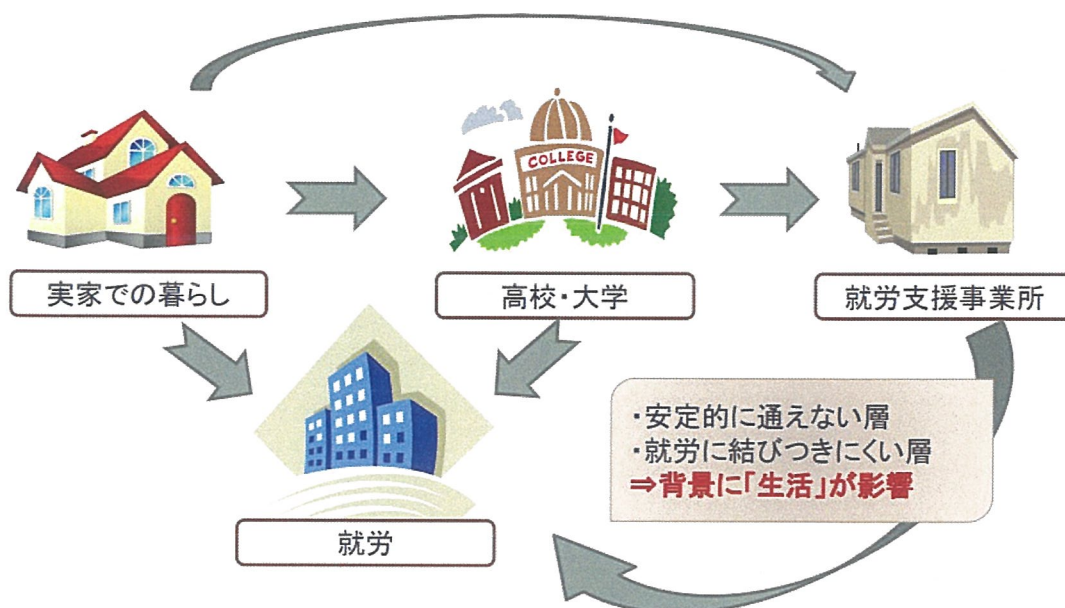 COLLEGE
実家での暮らし
高校・大学
就労支援事業所
・安定的に通えない層
・就労に結びつきにくい層
⇒背景に「生活」が影響
就労